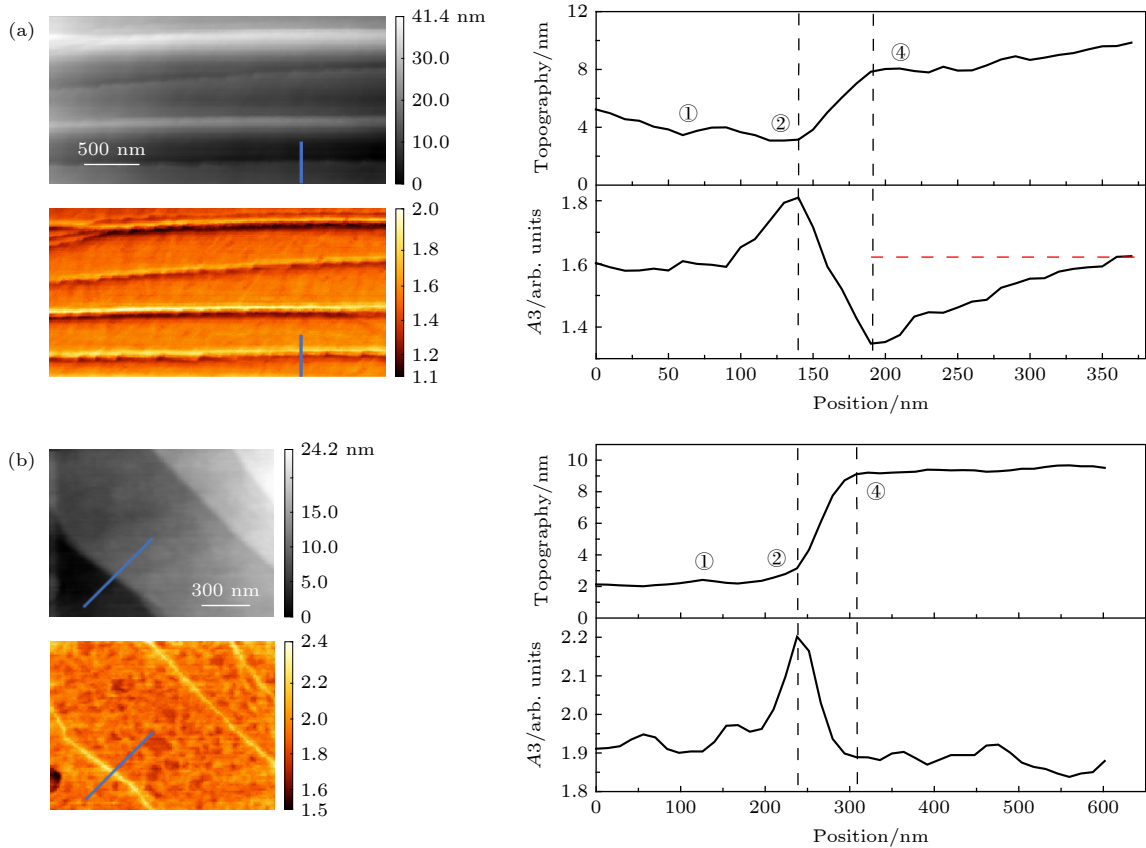 (a)
41.4 nm
30.0
20.0
10.0
0
500 nm
2.0
1.8
1.6
1.4
1.2
1.1
12
8
4
0
Topography/nm
① ② ④
1.8
1.6
1.4
A3/arb. units
0 50 100 150 200 250 300 350
Position/nm
(b)
24.2 nm
15.0
10.0
5.0
0
300 nm
2.4
2.2
2.0
1.8
1.6
1.5
10
8
6
4
2
0
Topography/nm
① ② ④
2.2
2.1
2.0
1.9
1.8
A3/arb. units
0 100 200 300 400 500 600
Position/nm